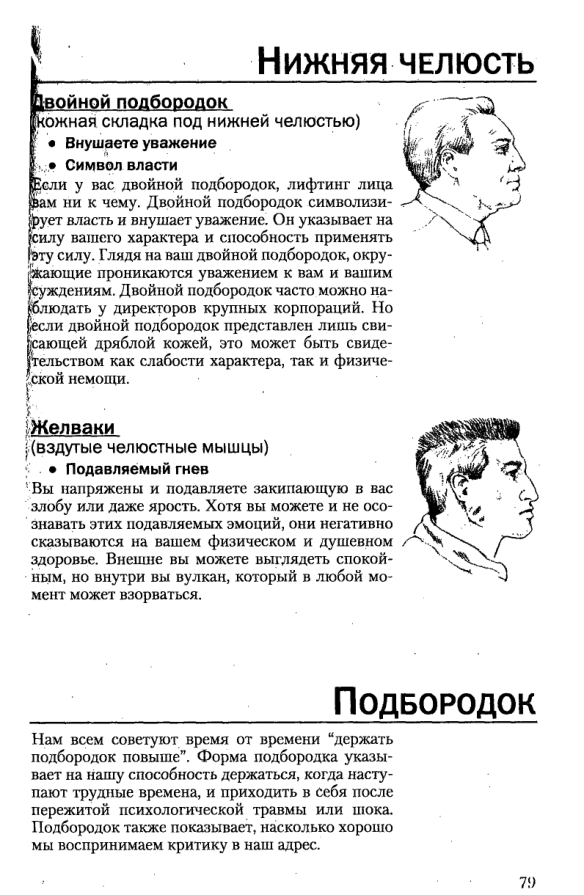 Нижняя челюсть
Двойной подбородок
(кожная складка под нижней челюстью)
• Внушаете уважение
• Символ власти
Если у вас двойной подбородок, лифтинг лица
вам ни к чему. Двойной подбородок символизи-
рует власть и внушает уважение. Он указывает на
силу вашего характера и способность применять
эту силу. Глядя на ваш двойной подбородок, окру-
жающие проникаются уважением к вам и вашим
суждениям. Двойной подбородок часто можно на-
блюдать у директоров крупных корпораций. Но
если двойной подбородок представлен лишь сви-
сающей дряблой кожей, это может быть свиде-
тельством как слабости характера, так и физиче-
ской немощи.
Желваки
(вздутые челюстные мышцы)
• Подавляемый гнев
Вы напряжены и подавляете закипающую в вас
злобу или даже ярость. Хотя вы можете и не осо-
знавать этих подавляемых эмоций, они негативно
сказываются на вашем физическом и душевном
здоровье. Внешне вы можете выглядеть спокой-
ным, но внутри вы вулкан, который в любой мо-
мент может взорваться.
Подбородок
Нам всем советуют время от времени “держать
подбородок повыше”. Форма подбородка указы-
вает на нашу способность держаться, когда насту-
пают трудные времена, и приходить в себя после
пережитой психологической травмы или шока.
Подбородок также показывает, насколько хорошо
мы воспринимаем критику в наш адрес.
79